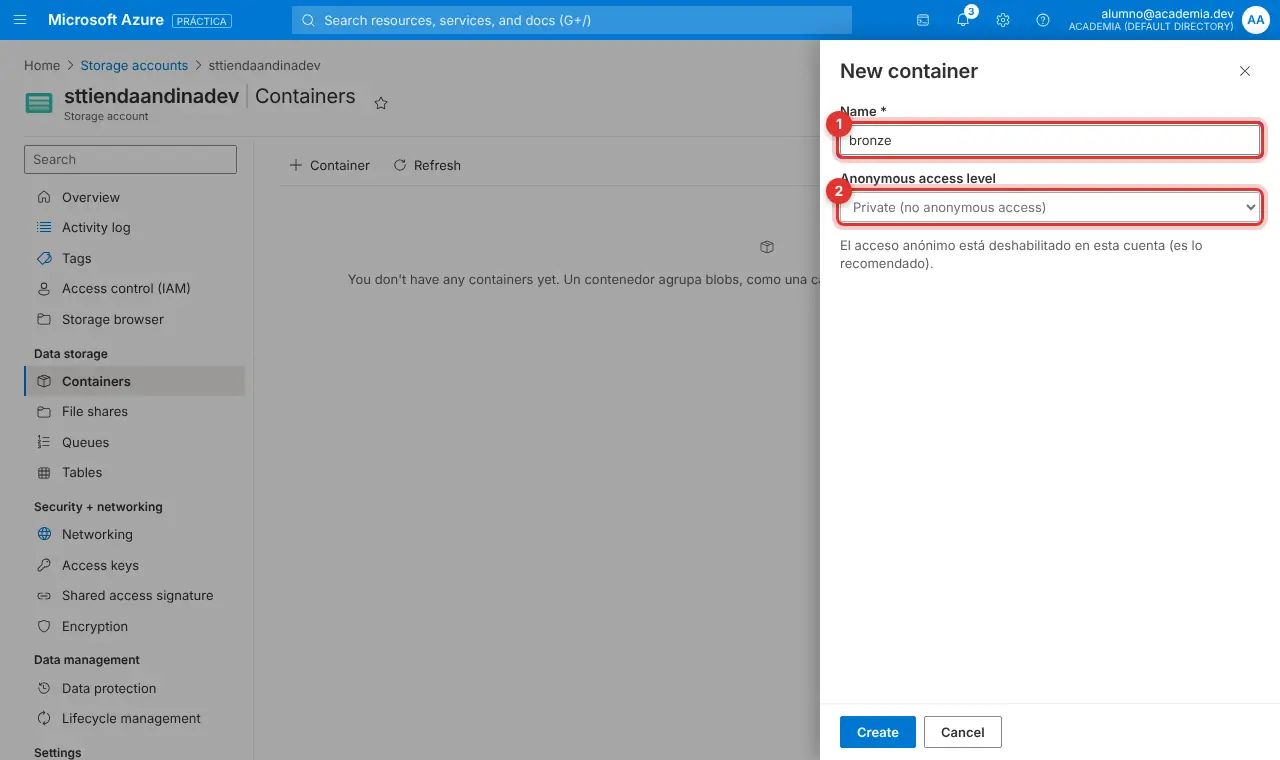 Microsoft Azure PRÁCTICA
Search resources, services, and docs (G+/)
3
alumno@academia.dev
ACADEMIA (DEFAULT DIRECTORY)
AA
Home > Storage accounts > sttiendaandinadev
sttiendaandinadev | Containers
Storage account
Search
Overview
Activity log
Tags
Access control (IAM)
Storage browser
Data storage
Containers
File shares
Queues
Tables
Security + networking
Networking
Access keys
Shared access signature
Encryption
Data management
Data protection
Lifecycle management
Settings
+ Container Refresh
You don't have any containers yet. Un contenedor agrupa blobs, como una
New container
Name *
1
bronze
Anonymous access level
2
Private (no anonymous access)
El acceso anónimo está deshabilitado en esta cuenta (es lo
recomendado).
Create Cancel